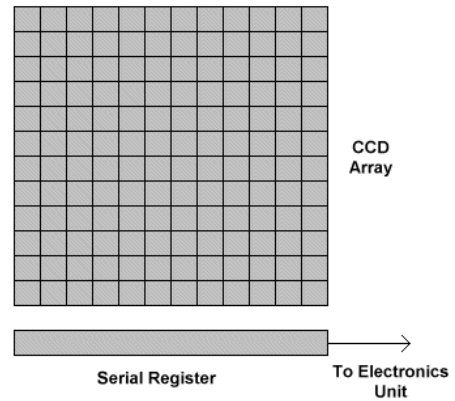 CCD
Array
Serial Register
To Electronics
Unit